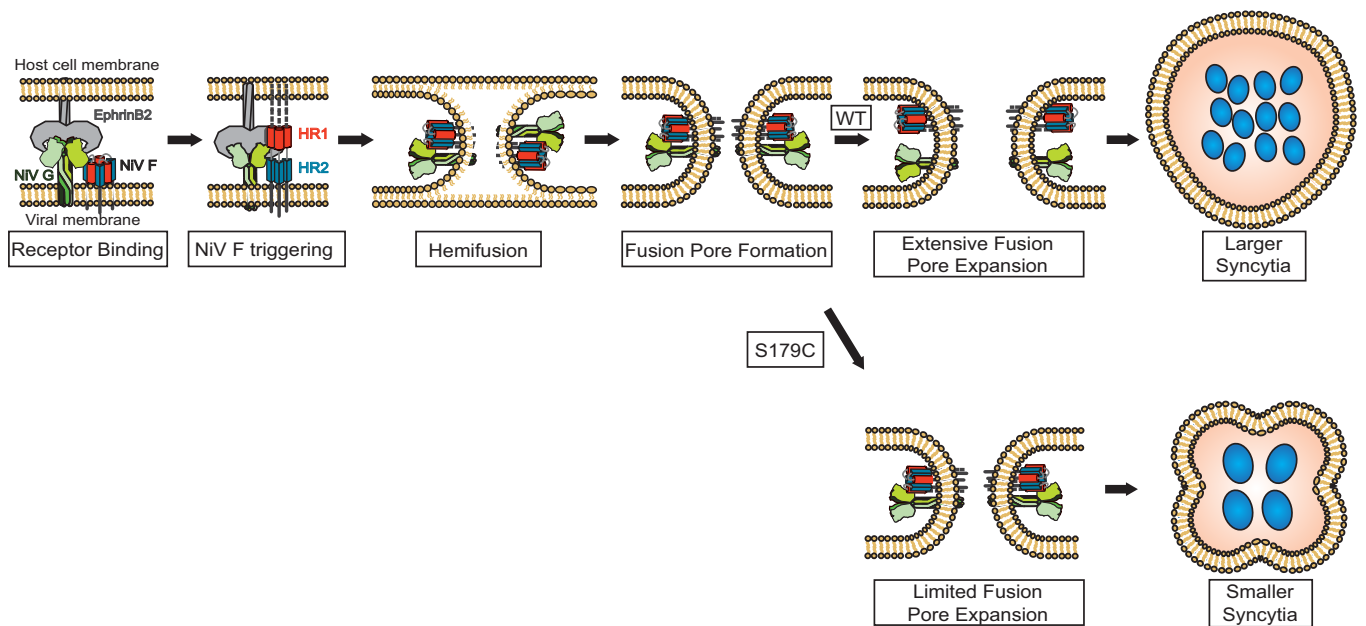 Host cell membrane
EphrinB2
NiV G
NiV F
Viral membrane
Receptor Binding
HR1
HR2
NiV F triggering
Hemifusion
Fusion Pore Formation
WT
Extensive Fusion
Pore Expansion
Larger
Syncytia
S179C
Limited Fusion
Pore Expansion
Smaller
Syncytia